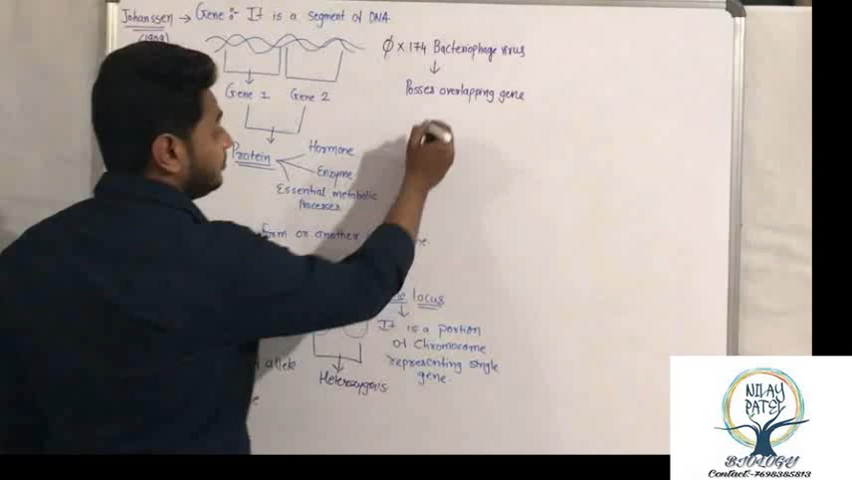 Johanssen → Gene :- It is a segment of DNA.
(1909)
Gene 1 Gene 2
Protein
Hormone
Enzyme
Essential metabolic
Processes
Ø X 174 Bacteriophage virus
↓
Posses overlapping gene
form or another
locus
It is a portion
of Chromosome
representing single
gene.
allele
Heterozygous
NILAY
PATEL
BIOLOGY
Contact:-7698385813